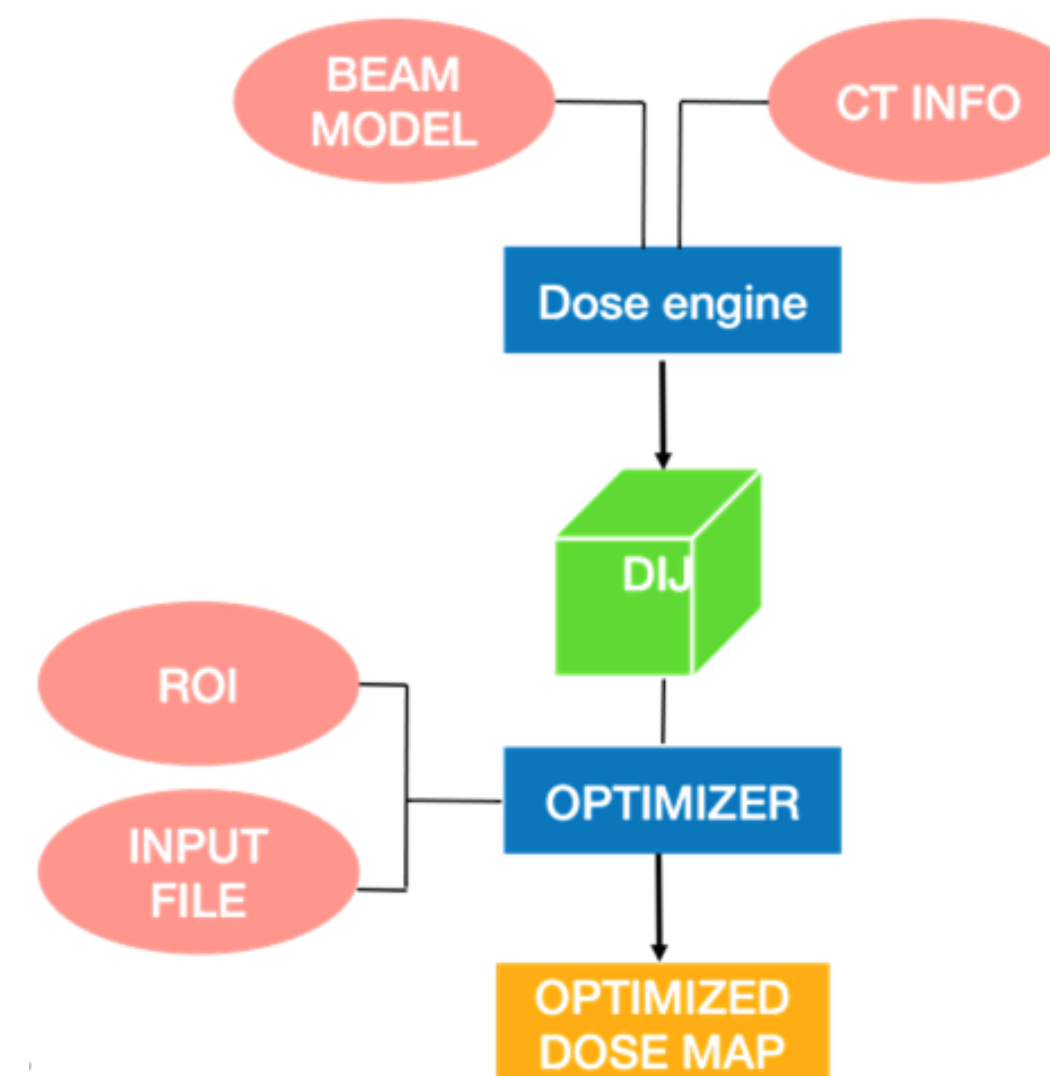 BEAM
MODEL
CT INFO
Dose engine
DIJ
ROI
INPUT
FILE
OPTIMIZER
OPTIMIZED
DOSE MAP